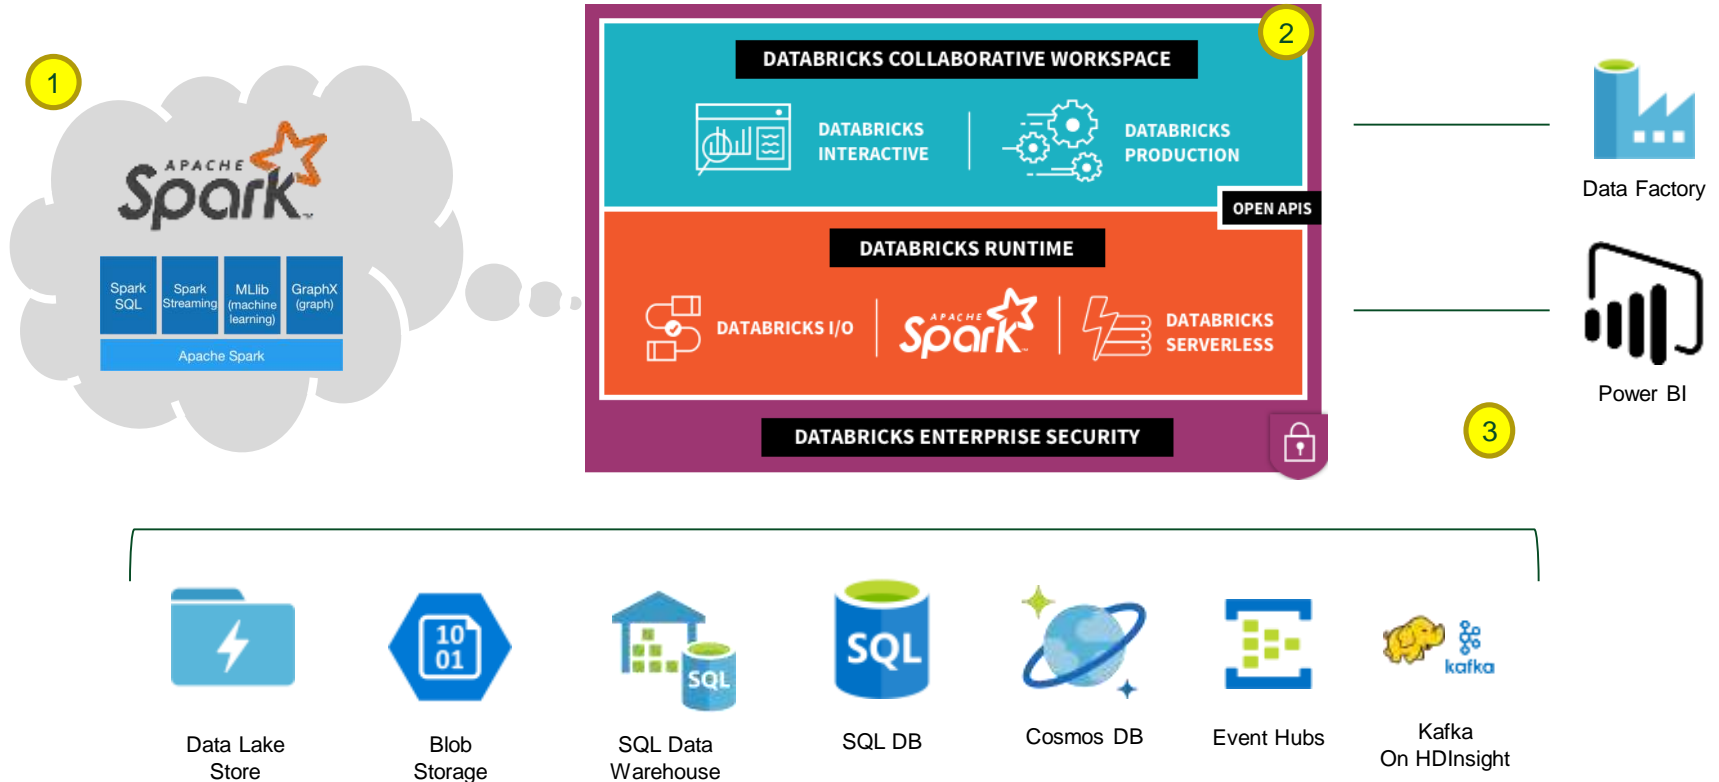 1
APACHE
Spark™
Spark
SQL
Spark
Streaming
MLlib
(machine
learning)
GraphX
(graph)
Apache Spark
2
DATABRICKS COLLABORATIVE WORKSPACE
DATABRICKS
INTERACTIVE
DATABRICKS
PRODUCTION
OPEN APIS
DATABRICKS RUNTIME
DATABRICKS I/O
APACHE
Spark™
DATABRICKS
SERVERLESS
DATABRICKS ENTERPRISE SECURITY
Data Factory
Power BI
3
10
01
SQL
SQL
kafka
Data Lake
Store
Blob
Storage
SQL Data
Warehouse
SQL DB
Cosmos DB
Event Hubs
Kafka
On HDInsight